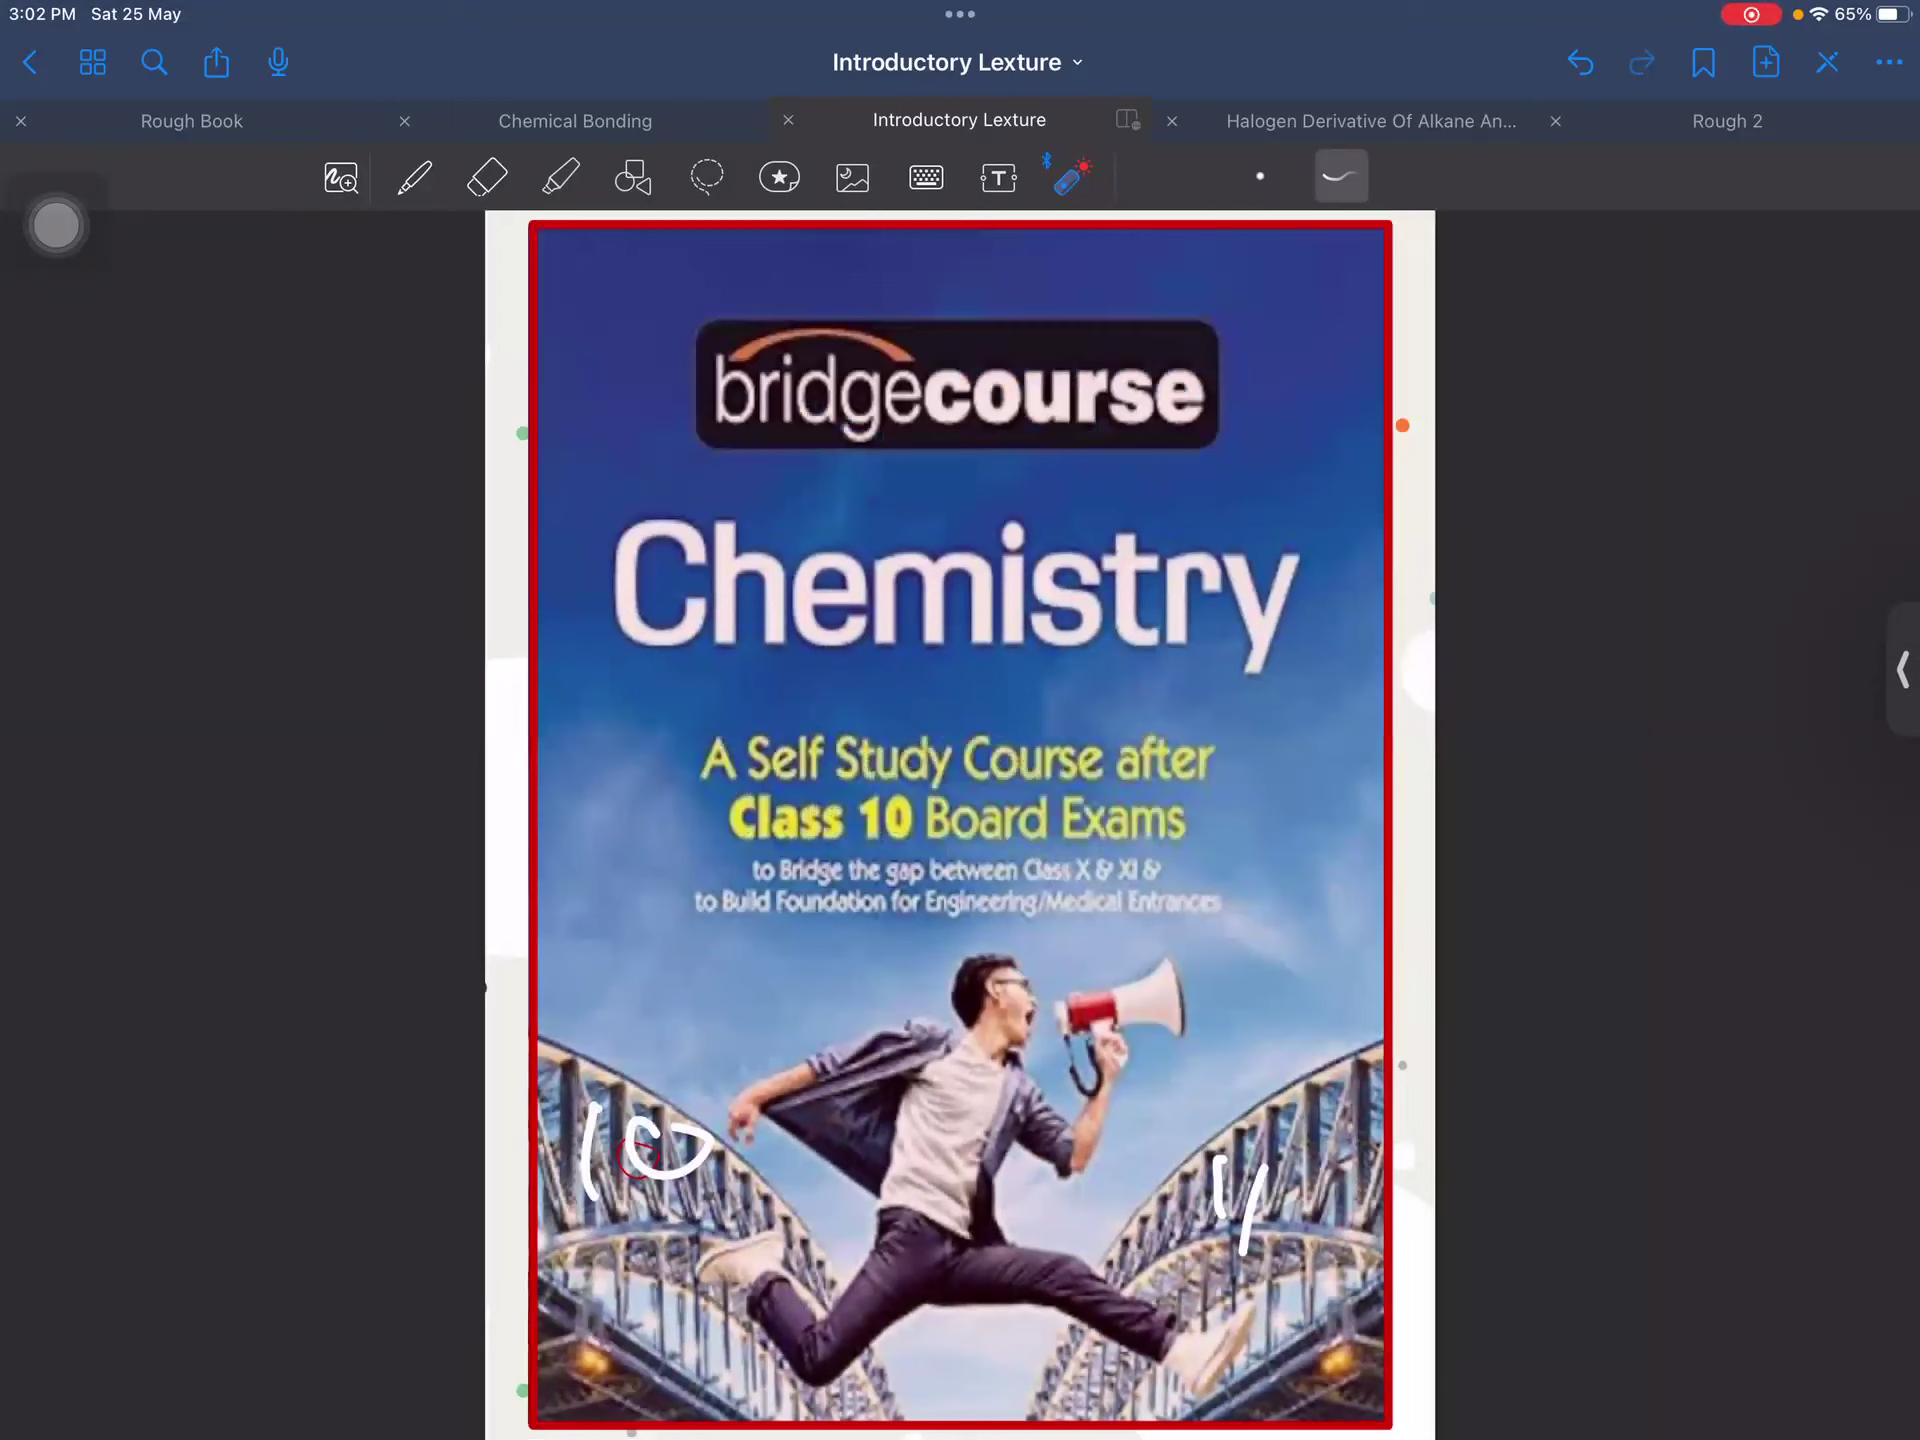 3:02 PM Sat 25 May
65%
Introductory Lexture
Rough Book
Chemical Bonding
Introductory Lexture
Halogen Derivative Of Alkane An...
Rough 2
bridgecourse
Chemistry
A Self Study Course after
Class 10 Board Exams
to Bridge the gap between Class X & XI &
to Build Foundation for Engineering/Medical Entrances
10
11